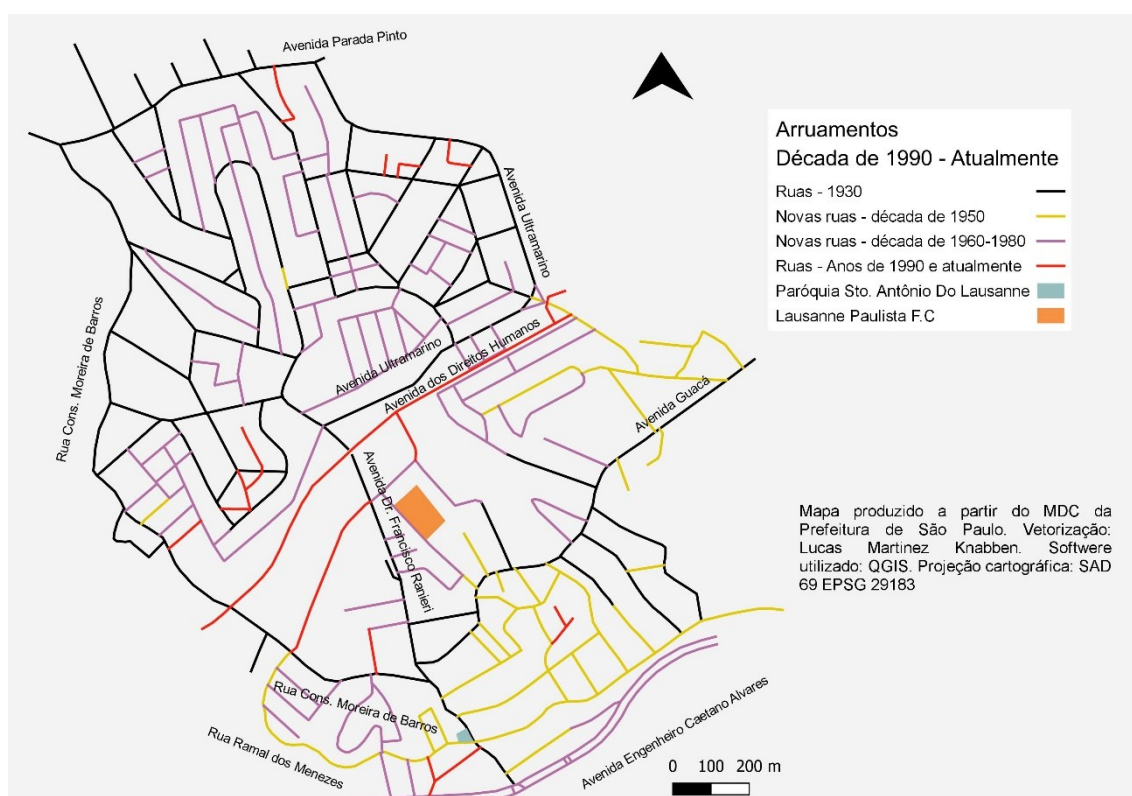 Avenida Parada Pinto
Arruamentos
Década de 1990 - Atualmente
Ruas - 1930
Novas ruas - década de 1950
Novas ruas - década de 1960-1980
Ruas - Anos de 1990 e atualmente
Paróquia Sto. Antônio Do Lausanne
Lausanne Paulista F.C
Avenida Ultramarino
Rua Cons. Moreira de Barros
Avenida Ultramarino
Avenida dos Direitos Humanos
Avenida Guacá
Avenida Dr. Francisco Ranieri
Mapa produzido a partir do MDC da
Prefeitura de São Paulo. Vetorização:
Lucas Martinez Knabben. Softwere
utilizado: QGIS. Projeção cartográfica: SAD
69 EPSG 29183
Rua Cons. Moreira de Barros
Rua Ramal dos Menezes
Avenida Engenheiro Caetano Alvares
0 100 200 m